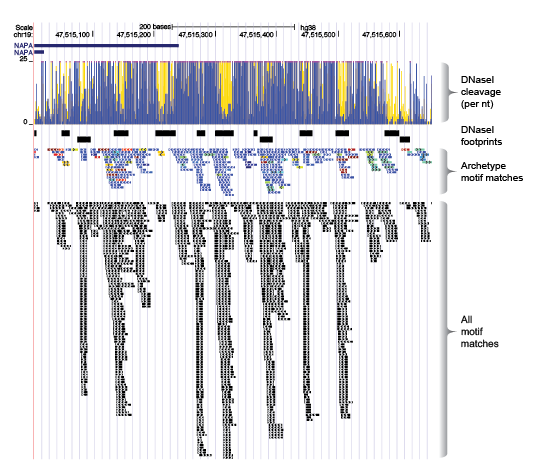 Scale 200 bases hg38
chr19: 47,515,100 47,515,200 47,515,300 47,515,400 47,515,500 47,515,600
NAPA
NAPA
25
0
DNaseI
cleavage
(per nt)
DNaseI
footprints
Archetype
motif matches
All
motif
matches